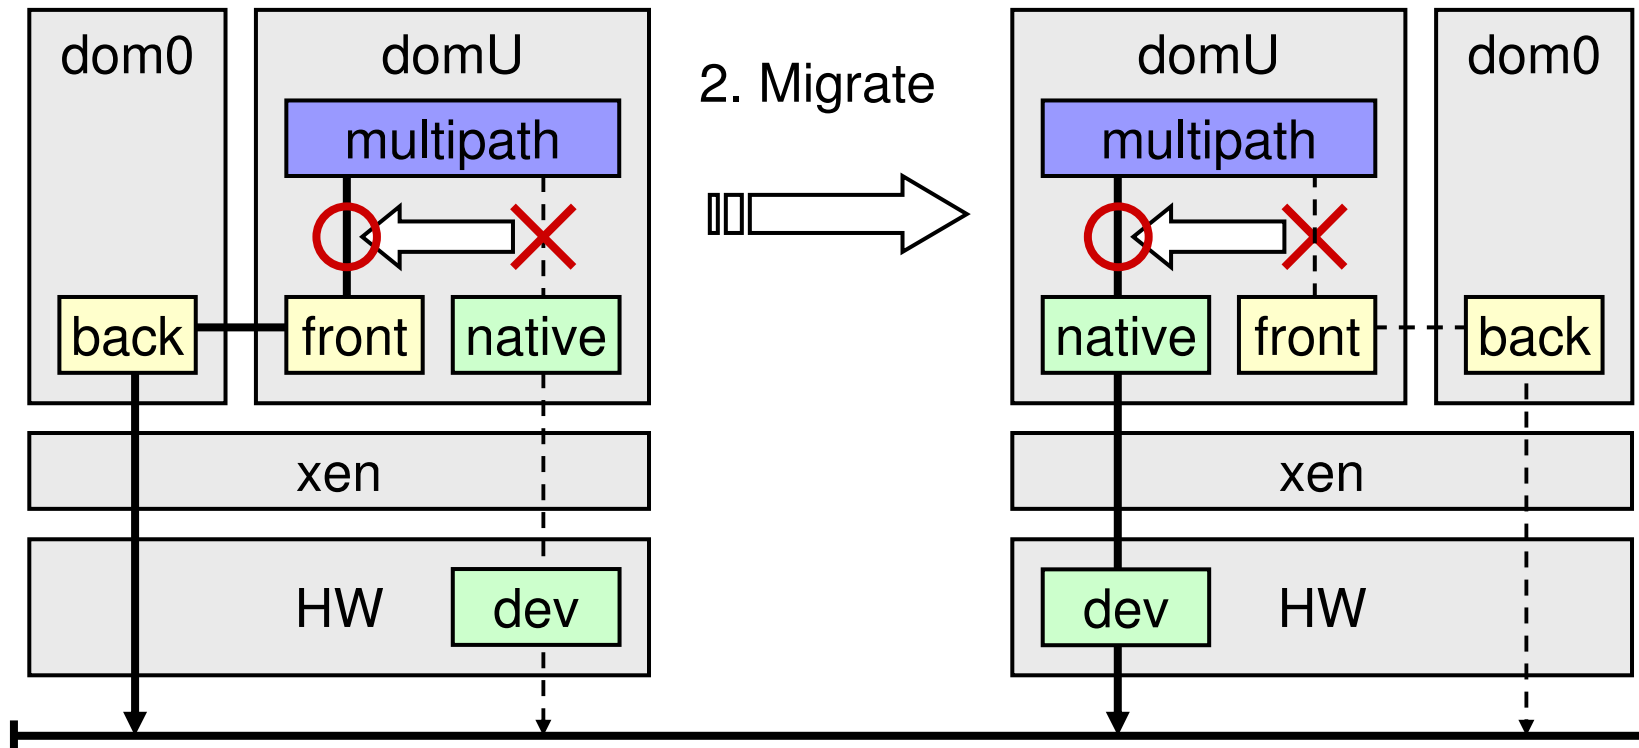 dom0
domU
multipath
back
front
native
xen
HW
dev
2. Migrate
domU
dom0
multipath
native
front
back
xen
dev
HW